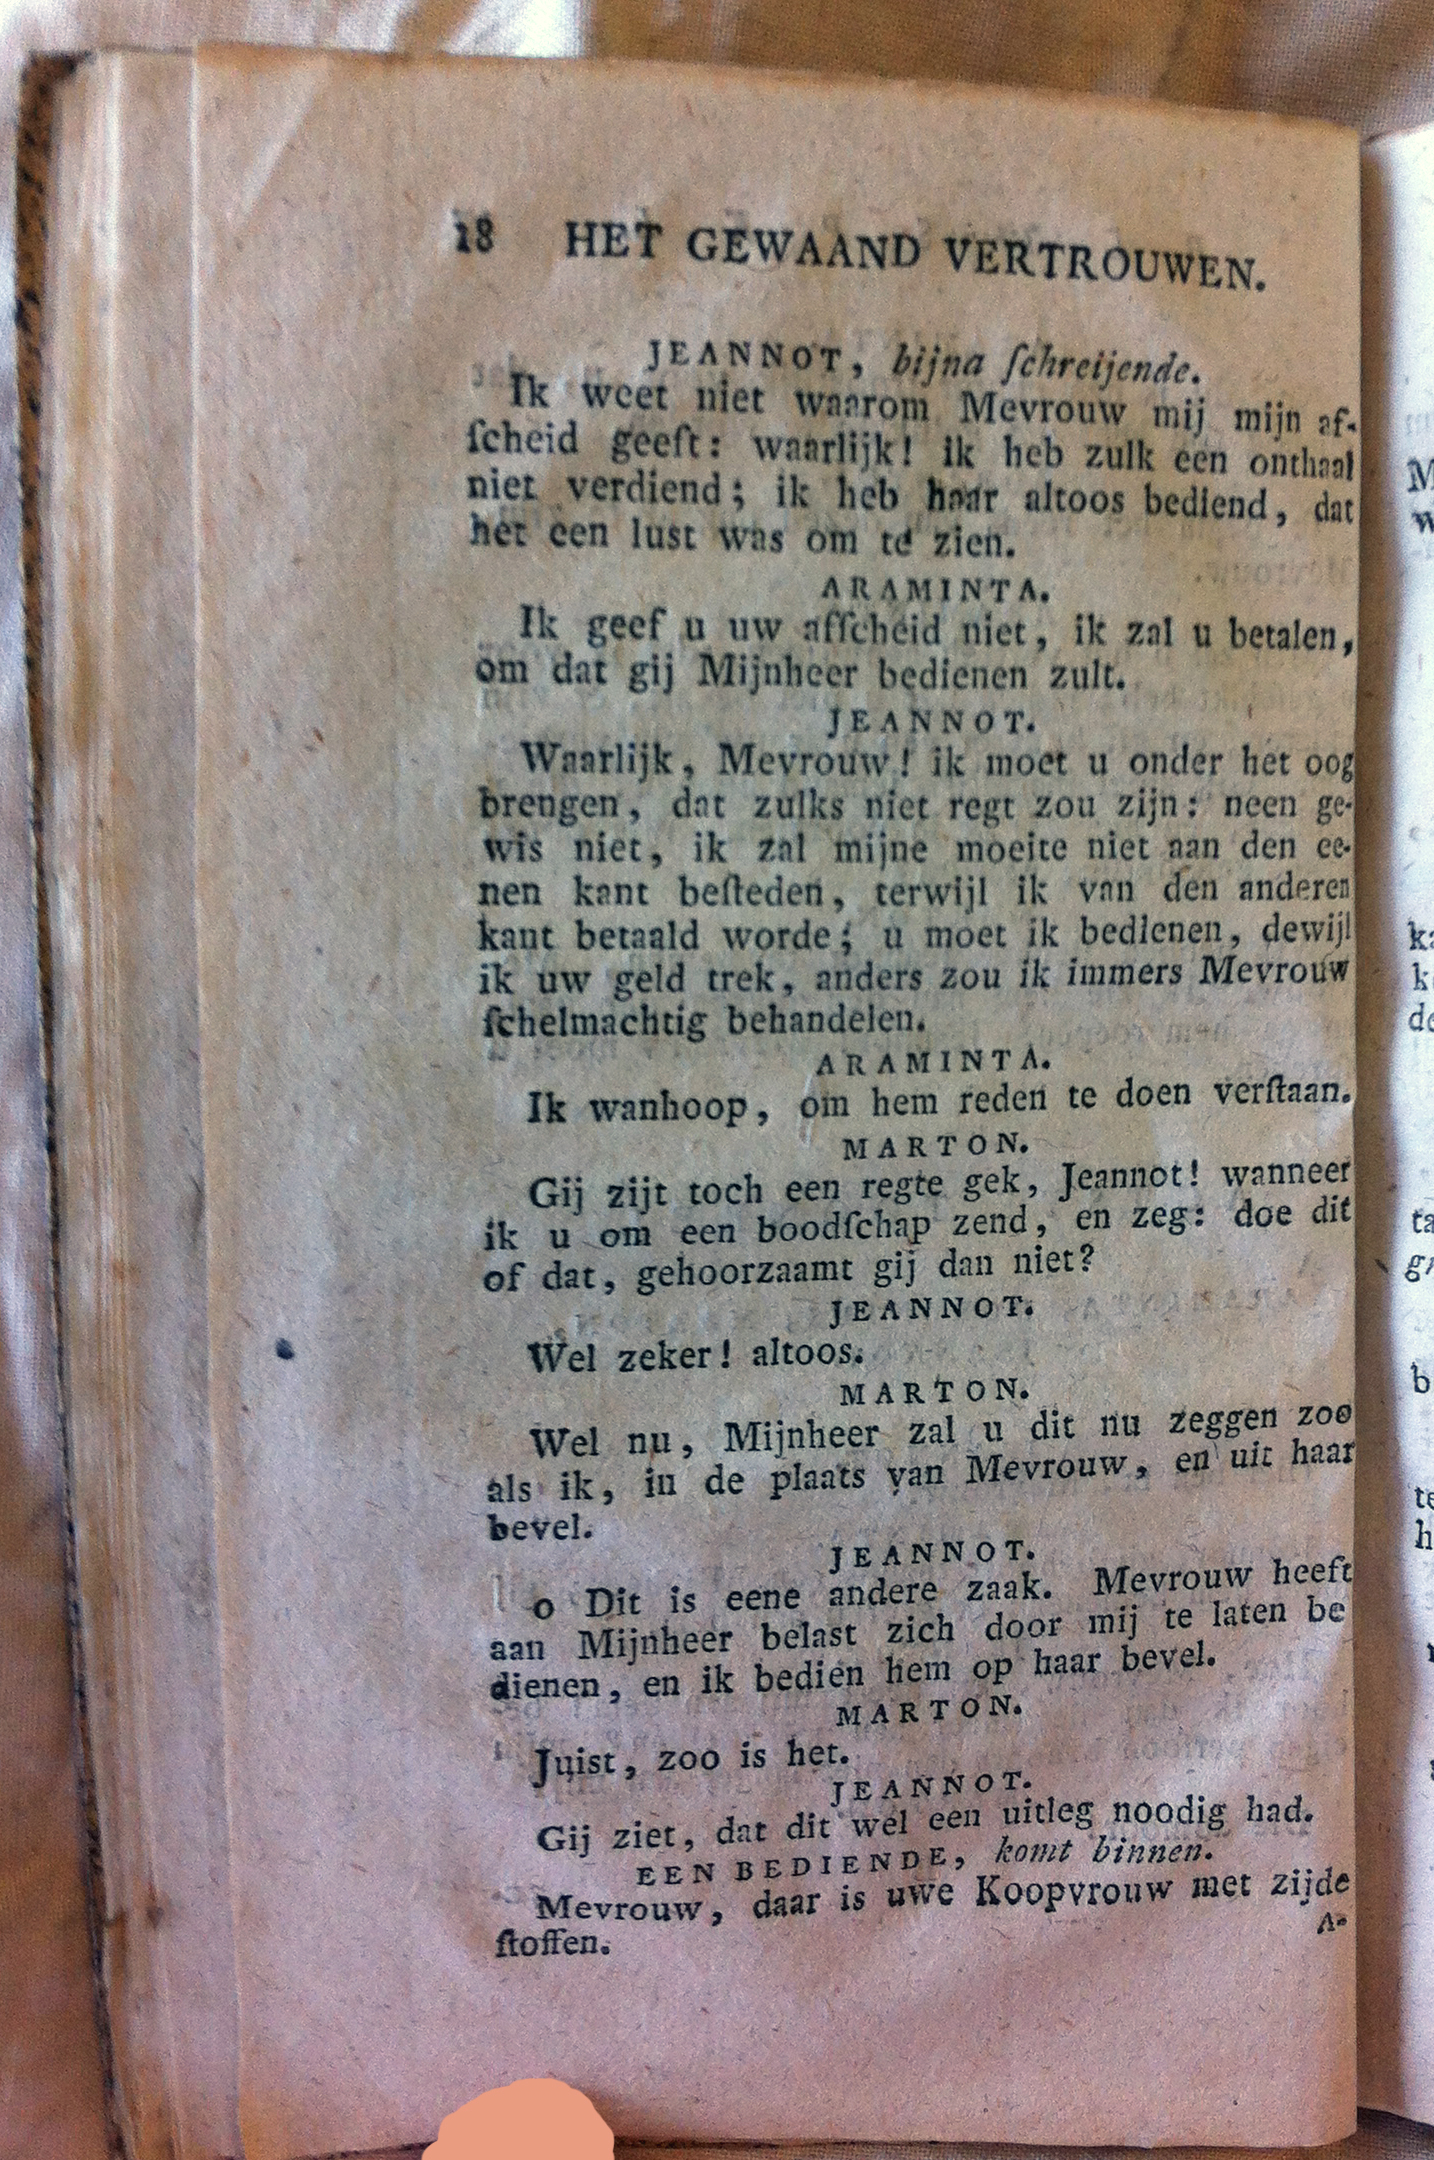 18 HET GEWAAND VERTROUWEN.
JEANNOT, bijna ſchreijende.
Ik weet niet waarom Mevrouw mij mijn af-
ſcheid geeft: waarlijk! ik heb zulk een onthaal
niet verdiend; ik heb haar altoos bediend, dat
het een lust was om te zien.
ARAMINTA.
Ik geef u uw afſcheid niet, ik zal u betalen,
om dat gij Mijnheer bedienen zult.
JEANNOT.
Waarlijk, Mevrouw! ik moet u onder het oog
brengen, dat zulks niet regt zou zijn: neen ge-
wis niet, ik zal mijne moeite niet aan den ee-
nen kant beſteden, terwijl ik van den anderen
kant betaald worde; u moet ik bedienen, dewijl
ik uw geld trek, anders zou ik immers Mevrouw
ſchelmachtig behandelen.
ARAMINTA.
Ik wanhoop, om hem reden te doen verſtaan.
MARTON.
Gij zijt toch een regte gek, Jeannot! wanneer
ik u om een boodſchap zend, en zeg: doe dit
of dat, gehoorzaamt gij dan niet?
JEANNOT.
Wel zeker! altoos.
MARTON.
Wel nu, Mijnheer zal u dit nu zeggen zoo
als ik, in de plaats van Mevrouw, en uit haar
bevel.
JEANNOT.
o Dit is eene andere zaak. Mevrouw heeft
aan Mijnheer belast zich door mij te laten be
dienen, en ik bedien hem op haar bevel.
MARTON.
Juist, zoo is het.
JEANNOT.
Gij ziet, dat dit wel een uitleg noodig had.
EEN BEDIENDE, komt binnen.
Mevrouw, daar is uwe Koopvrouw met zijde
ſtoffen.
A-